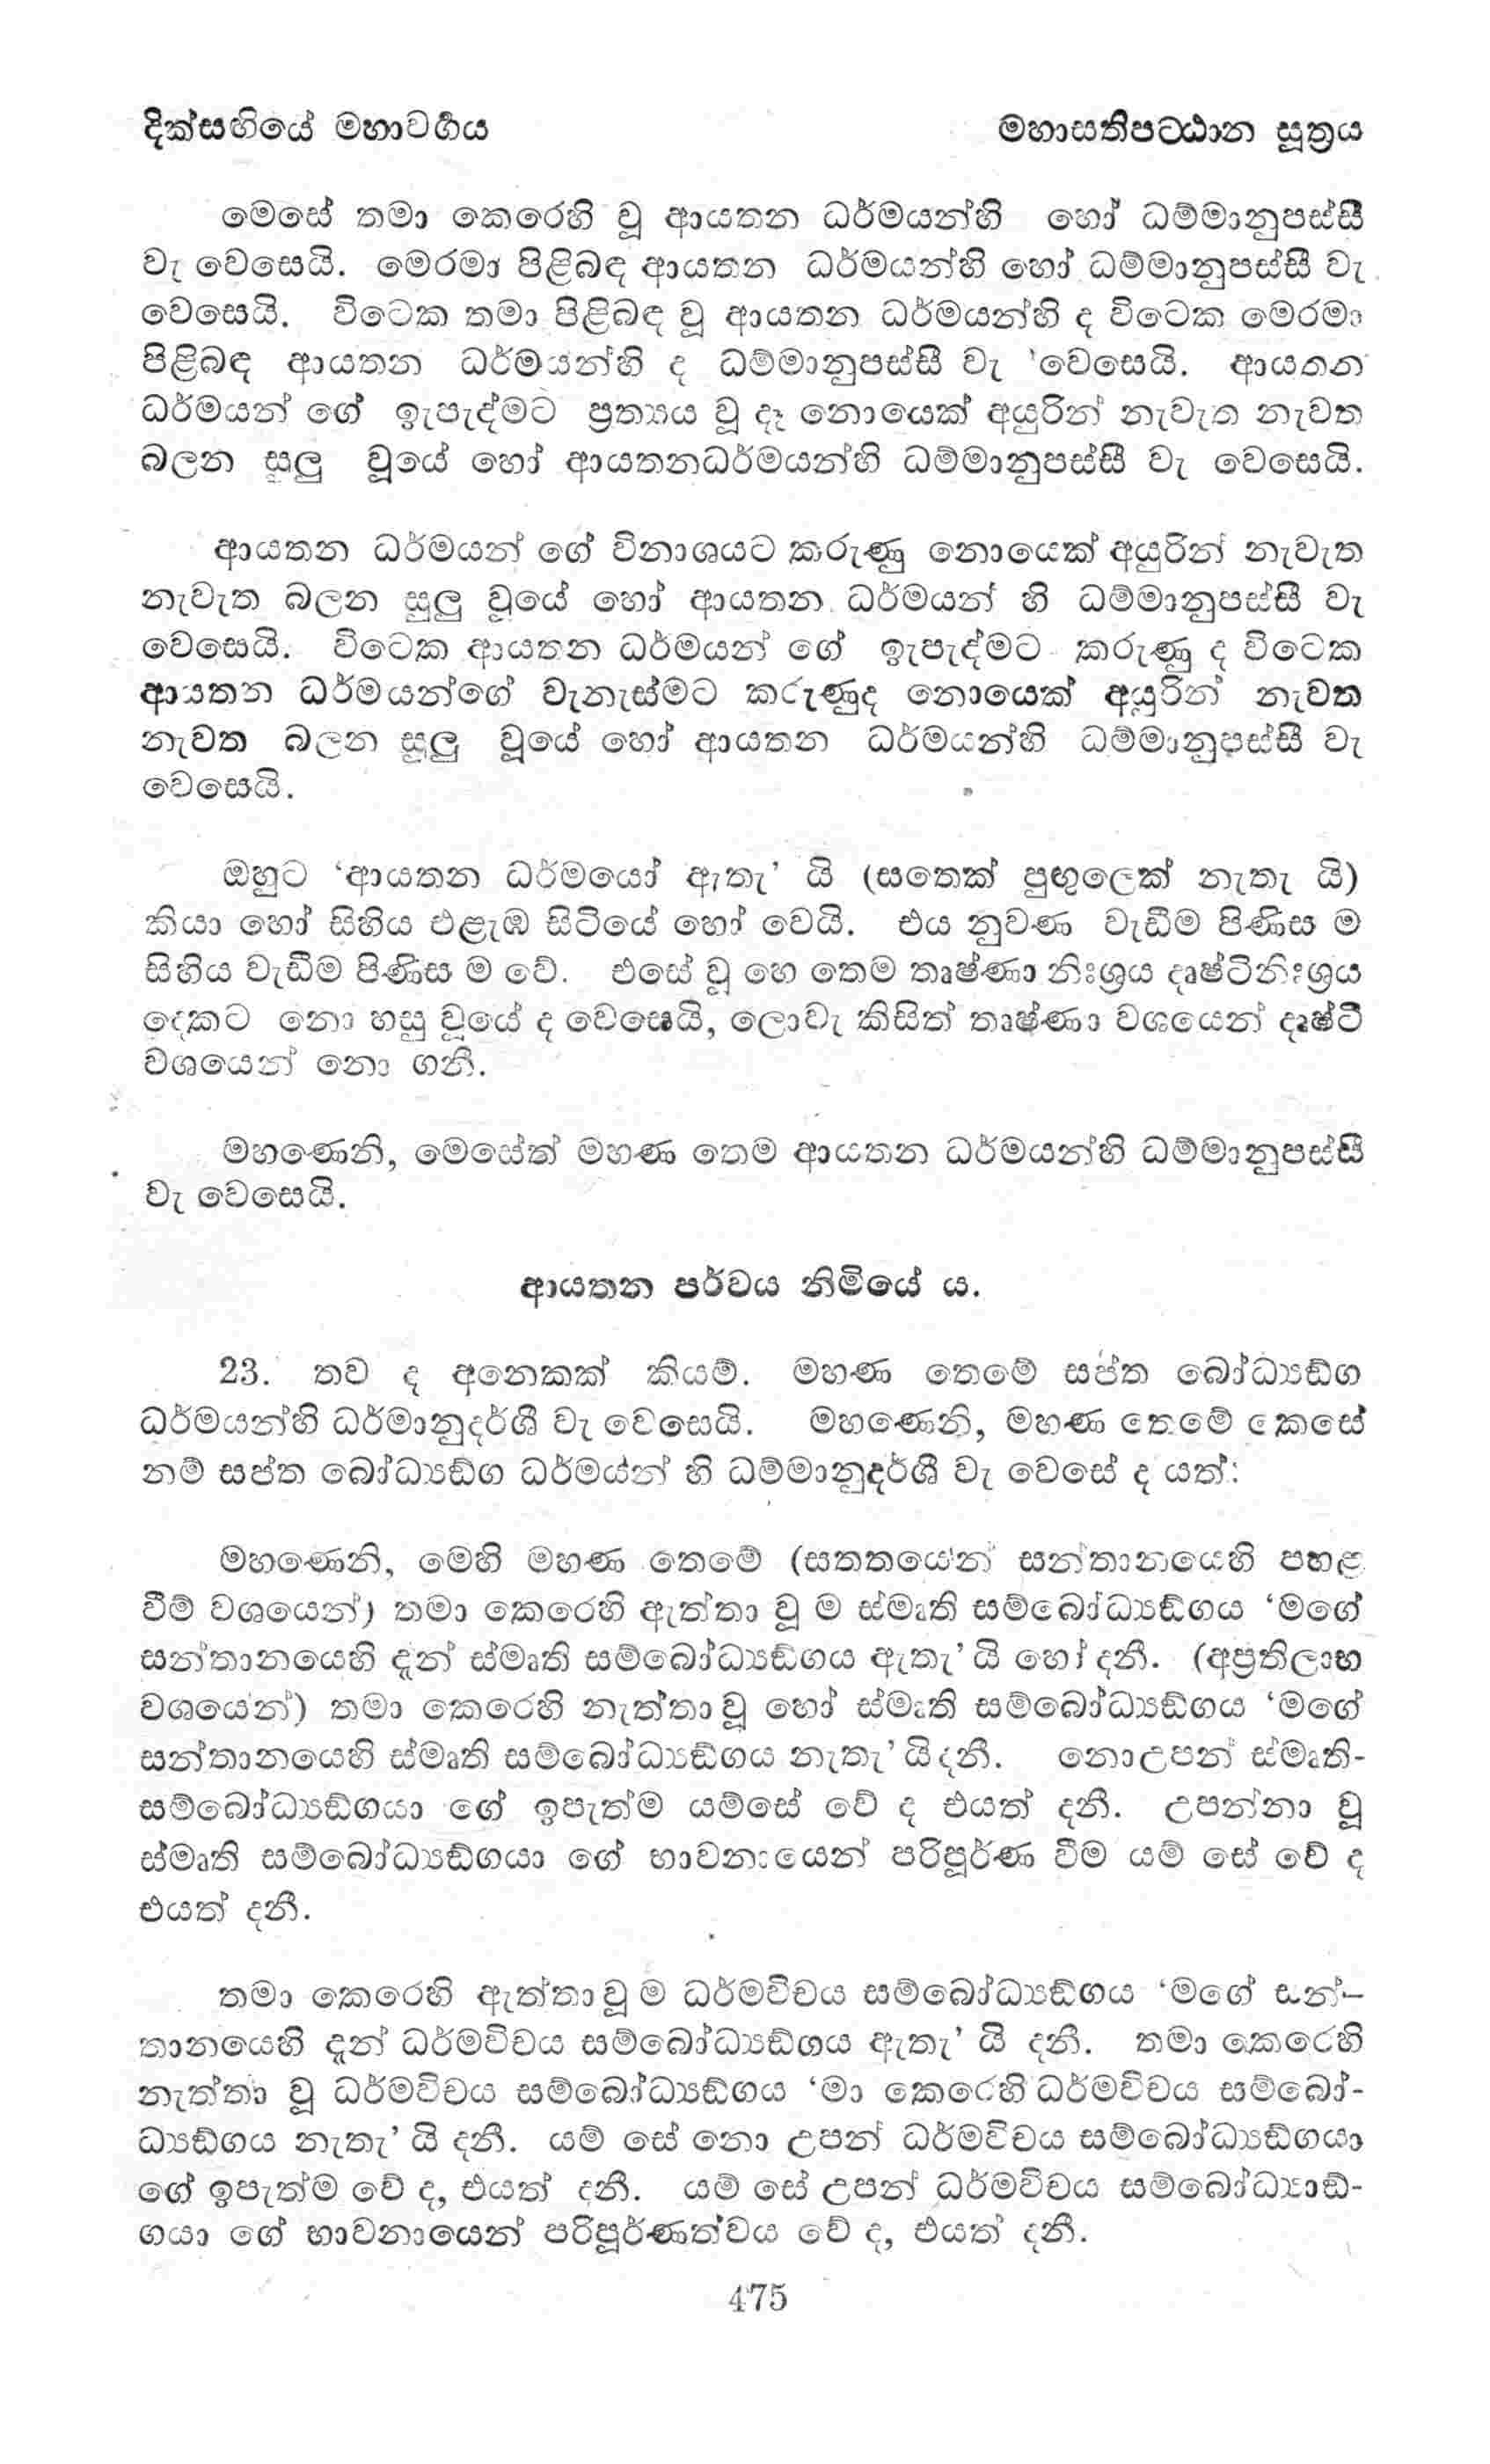 දික්සඟියේ මහාවර්‍ගය
මහාසතිපට්ඨාන සූත්‍රය
මෙසේ තමා කෙරෙහි වූ ආයතන ධර්මයන්හි හෝ ධම්මානුපස්සී
වැ වෙසෙයි. මෙරමා පිළිබඳ ආයතන ධර්මයන්හි හෝ ධම්මානුපස්සී වැ
වෙසෙයි. විටෙක තමා පිළිබඳ වූ ආයතන ධර්මයන්හි ද විටෙක මෙරමා
පිළිබඳ ආයතන ධර්මයන්හි ද ධම්මානුපස්සී වැ වෙසෙයි. ආයතන
ධර්මයන් ගේ ඉැපැද්මට ප්‍රත්‍යය වූ දෑ නොයෙක් අයුරින් නැවැත නැවත
බලන සුලු වූයේ හෝ ආයතනධර්මයන්හි ධම්මානුපස්සී වැ වෙසෙයි.
ආයතන ධර්මයන් ගේ විනාශයට කරුණු නොයෙක් අයුරින් නැවැත
නැවැත බලන සුලු වූයේ හෝ ආයතන ධර්මයන් හි ධම්මානුපස්සී වැ
වෙසෙයි. විටෙක ආයතන ධර්මයන් ගේ ඉැපැද්මට කරුණු ද විටෙක
ආයතන ධර්මයන්ගේ වැනැස්මට කරුණුද නොයෙක් අයුරින් නැවත
නැවත බලන සුලු වූයේ හෝ ආයතන ධර්මයන්හි ධම්මානුපස්සී වැ
වෙසෙයි.
ඔහුට ‘ආයතන ධර්මයෝ ඇතැ’ යි (සතෙක් පුඟුලෙක් නැතැ යි)
කියා හෝ සිහිය එළැඹ සිටියේ හෝ වෙයි. එය නුවණ වැඩීම පිණිස ම
සිහිය වැඩීම පිණිස ම වේ. එසේ වූ හෙ තෙම තෘෂ්ණා නිඃශ්‍රය දෘෂ්ටිනිඃශ්‍රය
දෙකට නො හසු වූයේ ද වෙසෙයි, ලොවැ කිසිත් තෘෂ්ණා වශයෙන් දෘෂ්ටි
වශයෙන් නො ගනී.
මහණෙනි, මෙසේත් මහණ තෙම ආයතන ධර්මයන්හි ධම්මානුපස්සී
වැ වෙසෙයි.
ආයතන පර්වය නිමියේ ය.
23. තව ද අනෙකක් කියම්. මහණ තෙමේ සප්ත බෝධ්‍යඞ්ග
ධර්මයන්හි ධර්මානුදර්ශී වැ වෙසෙයි. මහණෙනි, මහණ තෙමේ කෙසේ
නම් සප්ත බෝධ්‍යඞ්ග ධර්මයන් හි ධම්මානුදර්ශී වැ වෙසේ ද යත්:
මහණෙනි, මෙහි මහණ තෙමේ (සතතයෙන් සන්තානයෙහි පහළ
වීම් වශයෙන්) තමා කෙරෙහි ඇත්තා වූ ම ස්මෘති සම්බෝධ්‍යඞ්ගය ‘මගේ
සන්තානයෙහි දැන් ස්මෘති සම්බෝධ්‍යඞ්ගය ඇතැ’ යි හෝ දනී. (අප්‍රතිලාභ
වශයෙන්) තමා කෙරෙහි නැත්තා වූ හෝ ස්මෘති සම්බෝධ්‍යඞ්ගය ‘මගේ
සන්තානයෙහි ස්මෘති සම්බෝධ්‍යඞ්ගය නැතැ’ යි දනී. නොඋපන් ස්මෘති-
සම්බෝධ්‍යඞ්ගයා ගේ ඉපැත්ම යම්සේ වේ ද එයත් දනී. උපන්නා වූ
ස්මෘති සම්බෝධ්‍යඞ්ගයා ගේ භාවනායෙන් පරිපූර්ණ වීම යම් සේ වේ ද
එයත් දනී.
තමා කෙරෙහි ඇත්තා වූ ම ධර්මවිචය සම්බෝධ්‍යඞ්ගය ‘මගේ සන්-
තානයෙහි දැන් ධර්මවිචය සම්බෝධ්‍යඞ්ගය ඇතැ’ යි දනී. තමා කෙරෙහි
නැත්තා වූ ධර්මවිචය සම්බෝධ්‍යඞ්ගය ‘මා කෙරෙහි ධර්මවිචය සම්බෝ-
ධ්‍යඞ්ගය නැතැ’ යි දනී. යම් සේ නො උපන් ධර්මවිචය සම්බෝධ්‍යඞ්ගයා
ගේ ඉපැත්ම වේ ද, එයත් දනී. යම් සේ උපන් ධර්මවිචය සම්බෝධ්‍යාඞ්-
ගයා ගේ භාවනායෙන් පරිපූර්ණත්වය වේ ද, එයත් දනී.
475